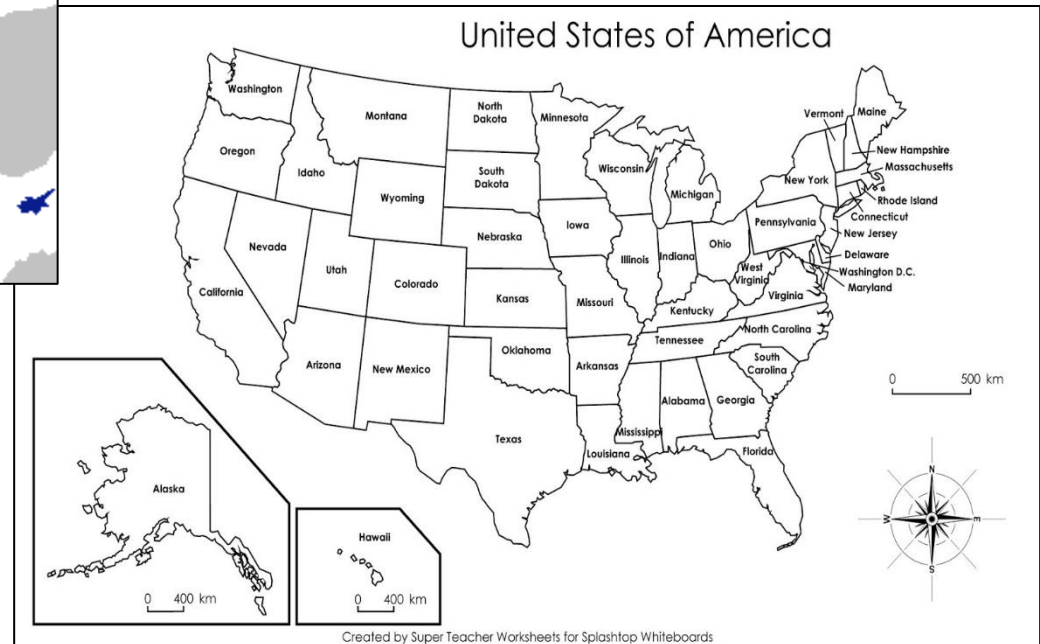 United States of America
Washington
Montana
North
Dakota
Minnesota
Vermont
Maine
Oregon
Idaho
Wyoming
South
Dakota
Wisconsin
Michigan
New York
New Hampshire
Massachusetts
Rhode Island
Connecticut
Nevada
Utah
Colorado
Nebraska
Iowa
Illinois
Indiana
Ohio
Pennsylvania
New Jersey
Delaware
Washington D.C.
Maryland
West
Virginia
Virginia
California
Kansas
Missouri
Kentucky
Arizona
New Mexico
Oklahoma
Arkansas
Tennessee
North Carolina
South
Carolina
Texas
Louisiana
Mississippi
Alabama
Georgia
Florida
0 500 km
N
W E
S
Alaska
0 400 km
Hawaii
0 400 km
Created by Super Teacher Worksheets for Splashtop Whiteboards